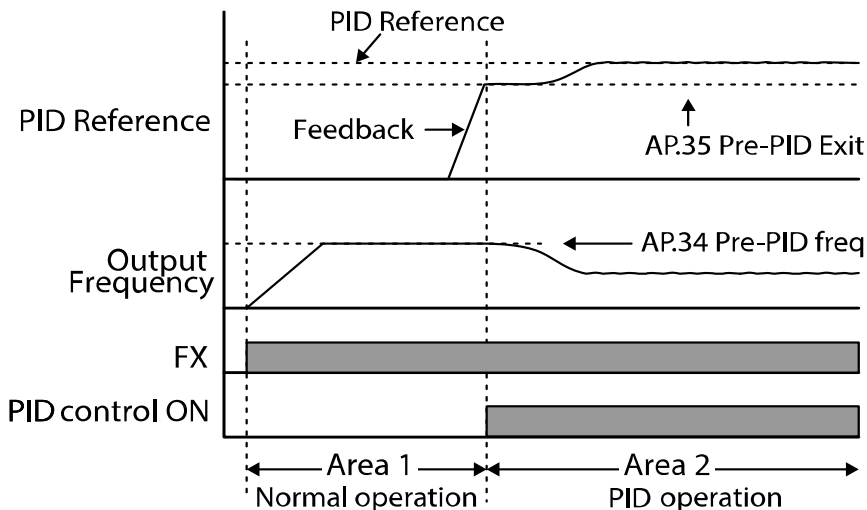 PID Reference
PID Reference
Feedback
AP.35 Pre-PID Exit
AP.34 Pre-PID freq
Output
Frequency
FX
PID control ON
Area 1
Area 2
Normal operation
PID operation